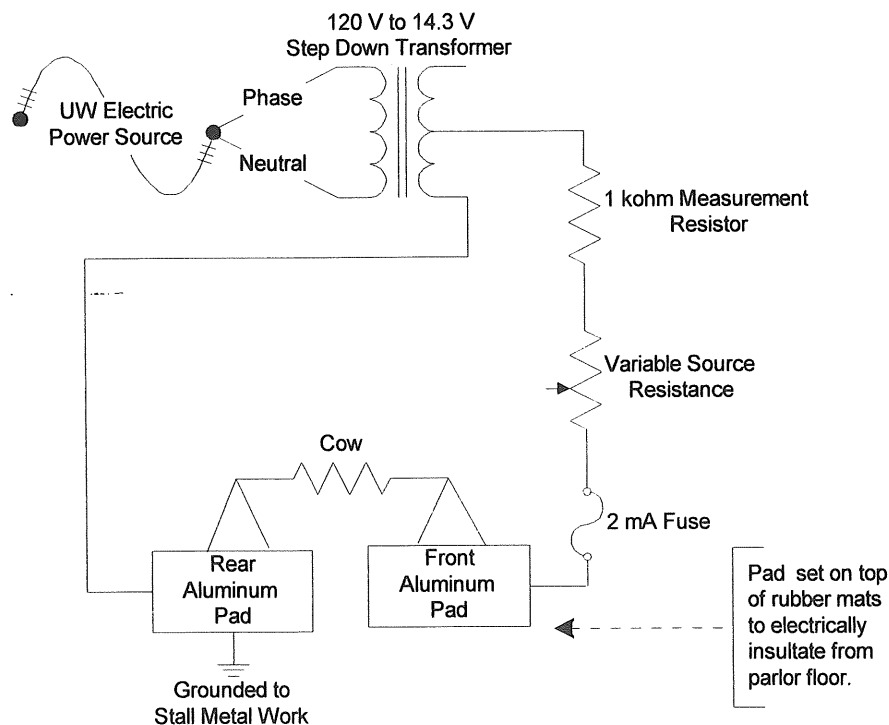 120 V to 14.3 V
Step Down Transformer
Phase
UW Electric
Power Source
Neutral
1 kohm Measurement
Resistor
Variable Source
Resistance
Cow
2 mA Fuse
Rear
Aluminum
Pad
Front
Aluminum
Pad
Pad set on top
of rubber mats
to electrically
insultate from
parlor floor.
Grounded to
Stall Metal Work